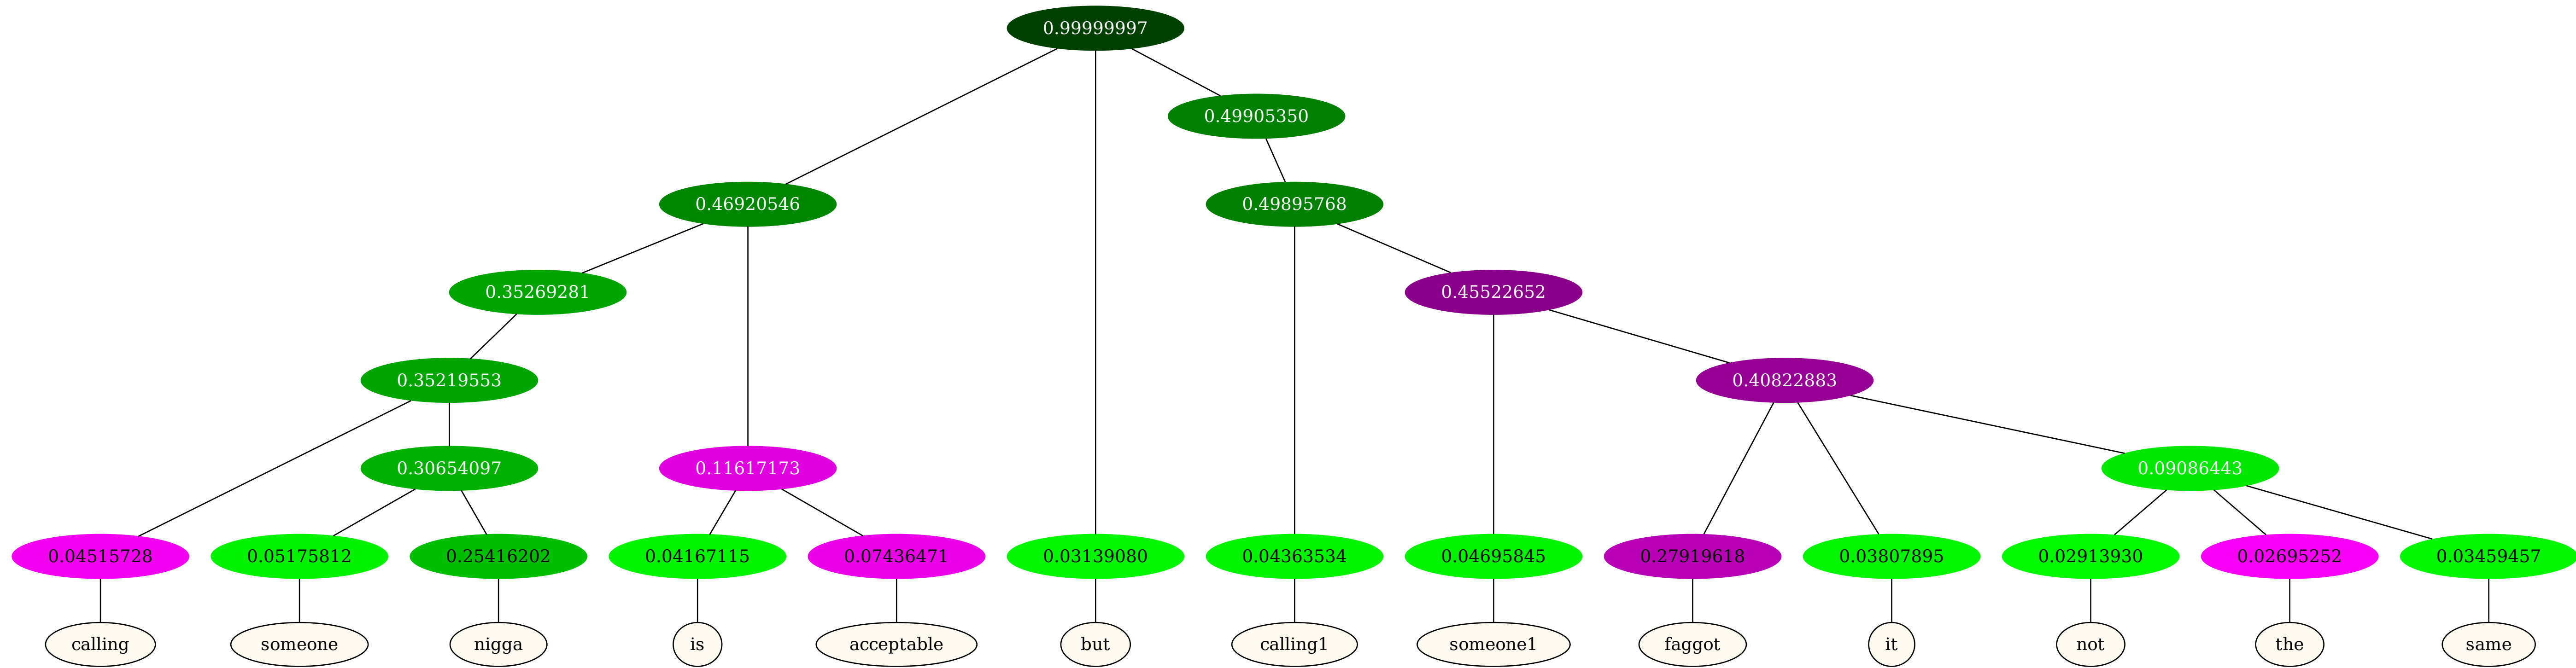 0.99999997
0.49905350
0.46920546 0.49895768
0.35269281 0.45522652
0.35219553 0.40822883
0.30654097 0.11617173 0.09086443
0.04515728 0.05175812 0.25416202 0.04167115 0.07436471 0.03139080 0.04363534 0.04695845 0.27919618 0.03807895 0.02913930 0.02695252 0.03459457
calling someone nigga is acceptable but calling1 someone1 faggot it not the same